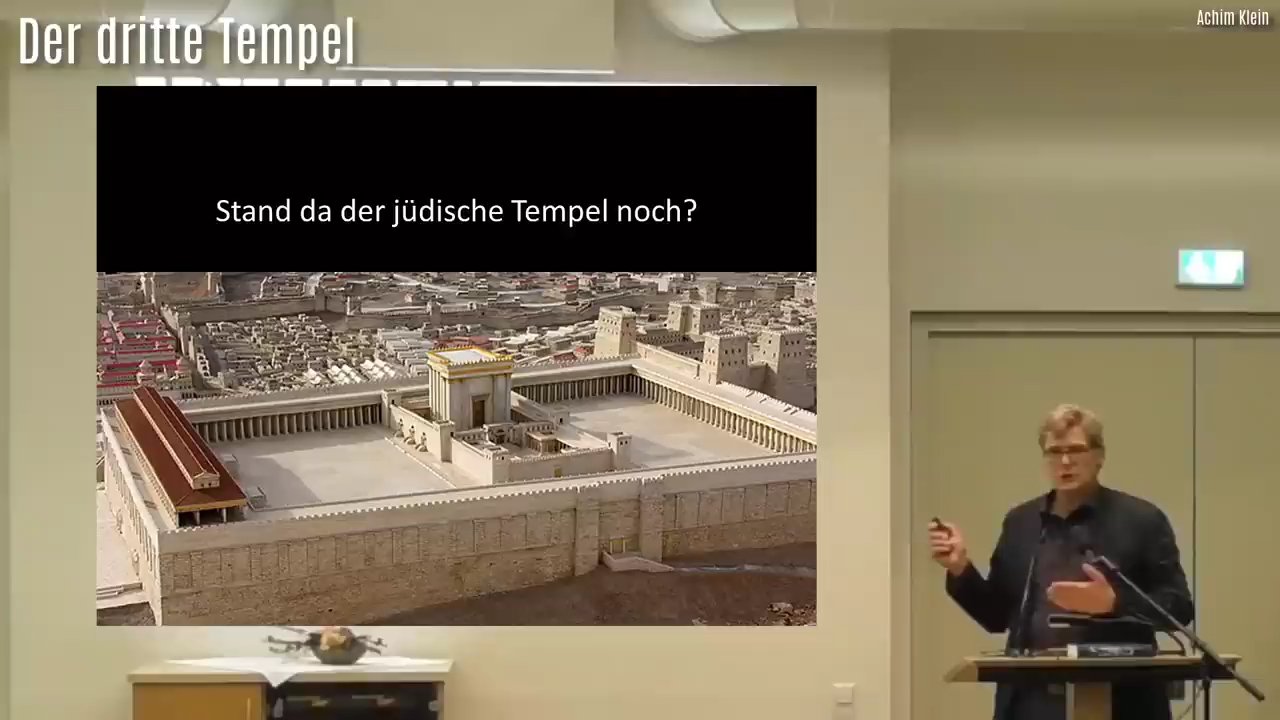 Der dritte Tempel
Achim Klein
Stand da der jüdische Tempel noch?